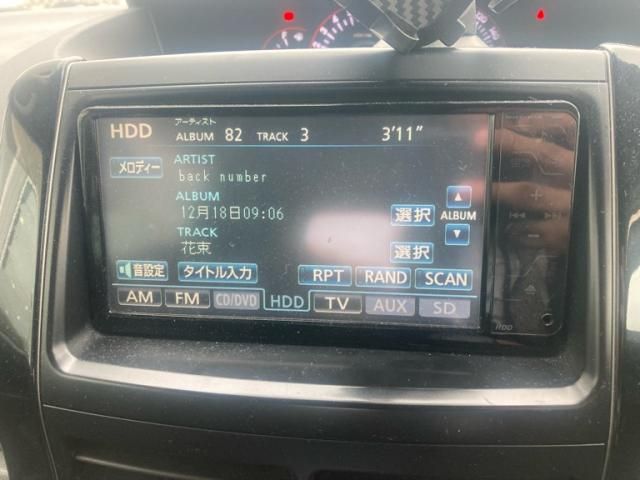 アーティスト
HDD ALBUM 82 TRACK 3 3'11"
メロディー ARTIST
back number
ALBUM
12月18日09:06 選択 ALBUM
TRACK
花束 選択
音設定 タイトル入力 RPT RAND SCAN
AM FM CD/DVD HDD TV AUX SD
HDD